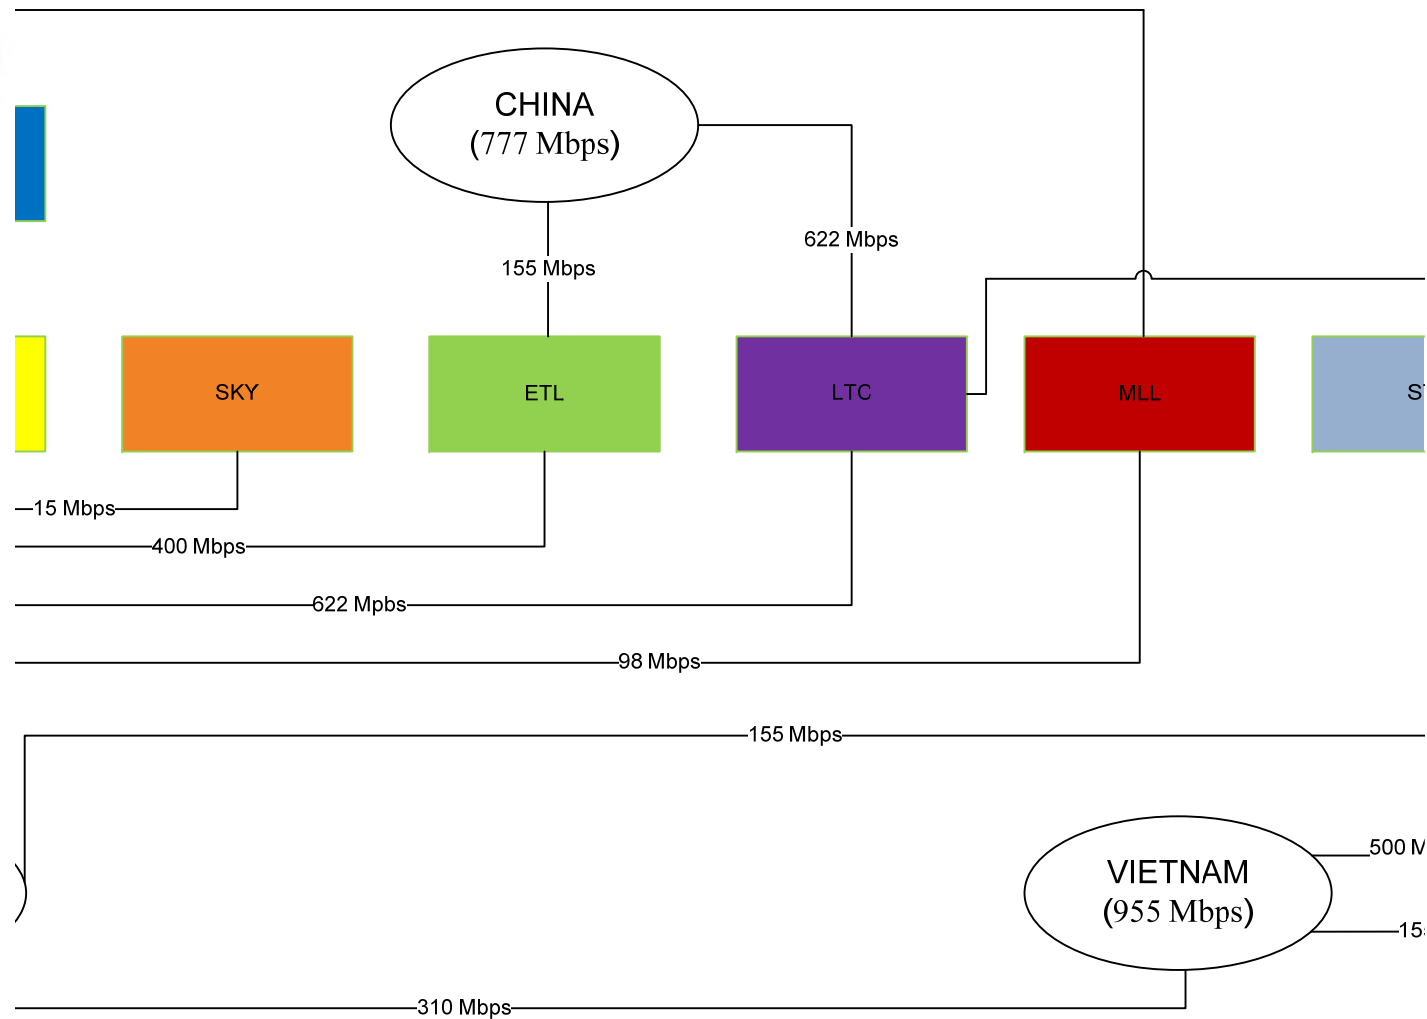 CHINA
(777 Mbps)
622 Mbps
155 Mbps
SKY
ETL
LTC
MLL
15 Mbps
400 Mbps
622 Mpbs
98 Mbps
155 Mbps
500 M
VIETNAM
(955 Mbps)
310 Mbps